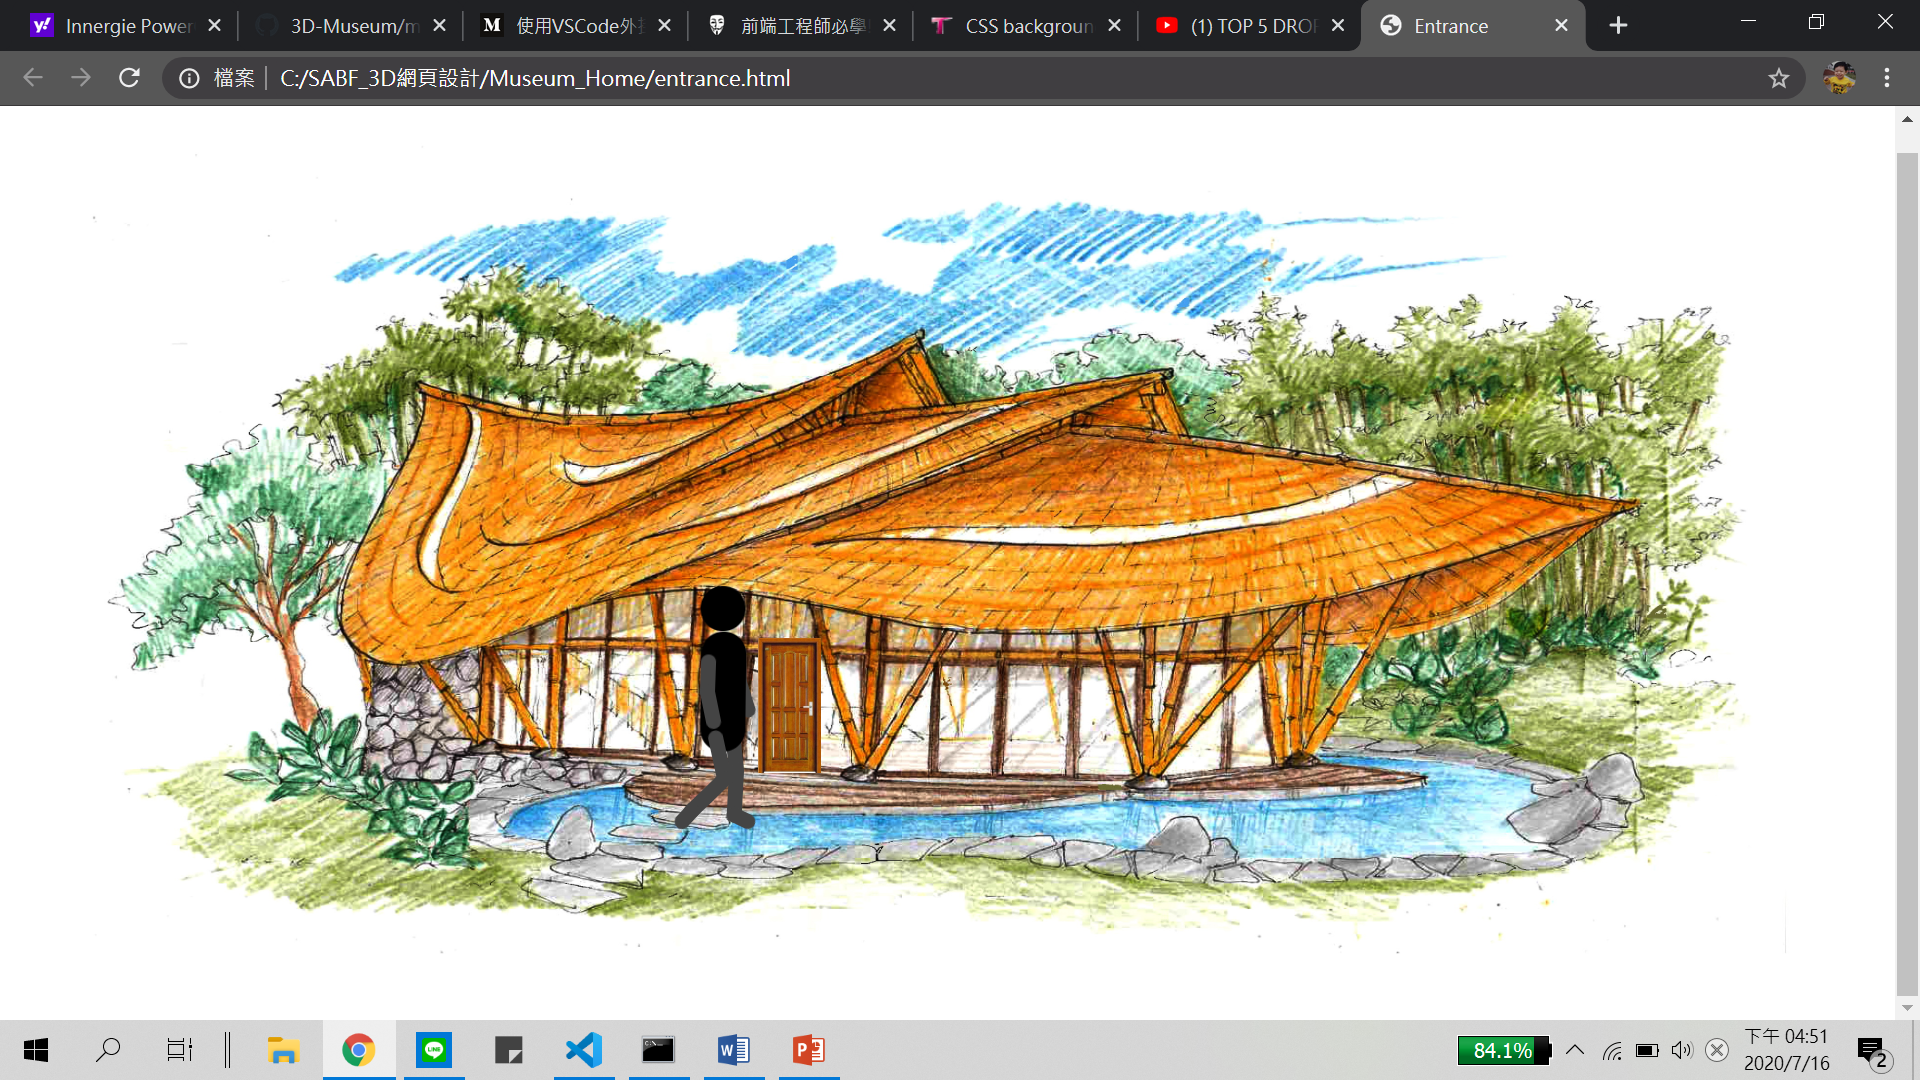 Innergie Power
3D-Museum/m
使用VSCode外
前端工程師必學
CSS backgroun
(1) TOP 5 DROP
Entrance
檔案
C:/SABF_3D網頁設計/Museum_Home/entrance.html
84.1%
下午 04:51
2020/7/16
2